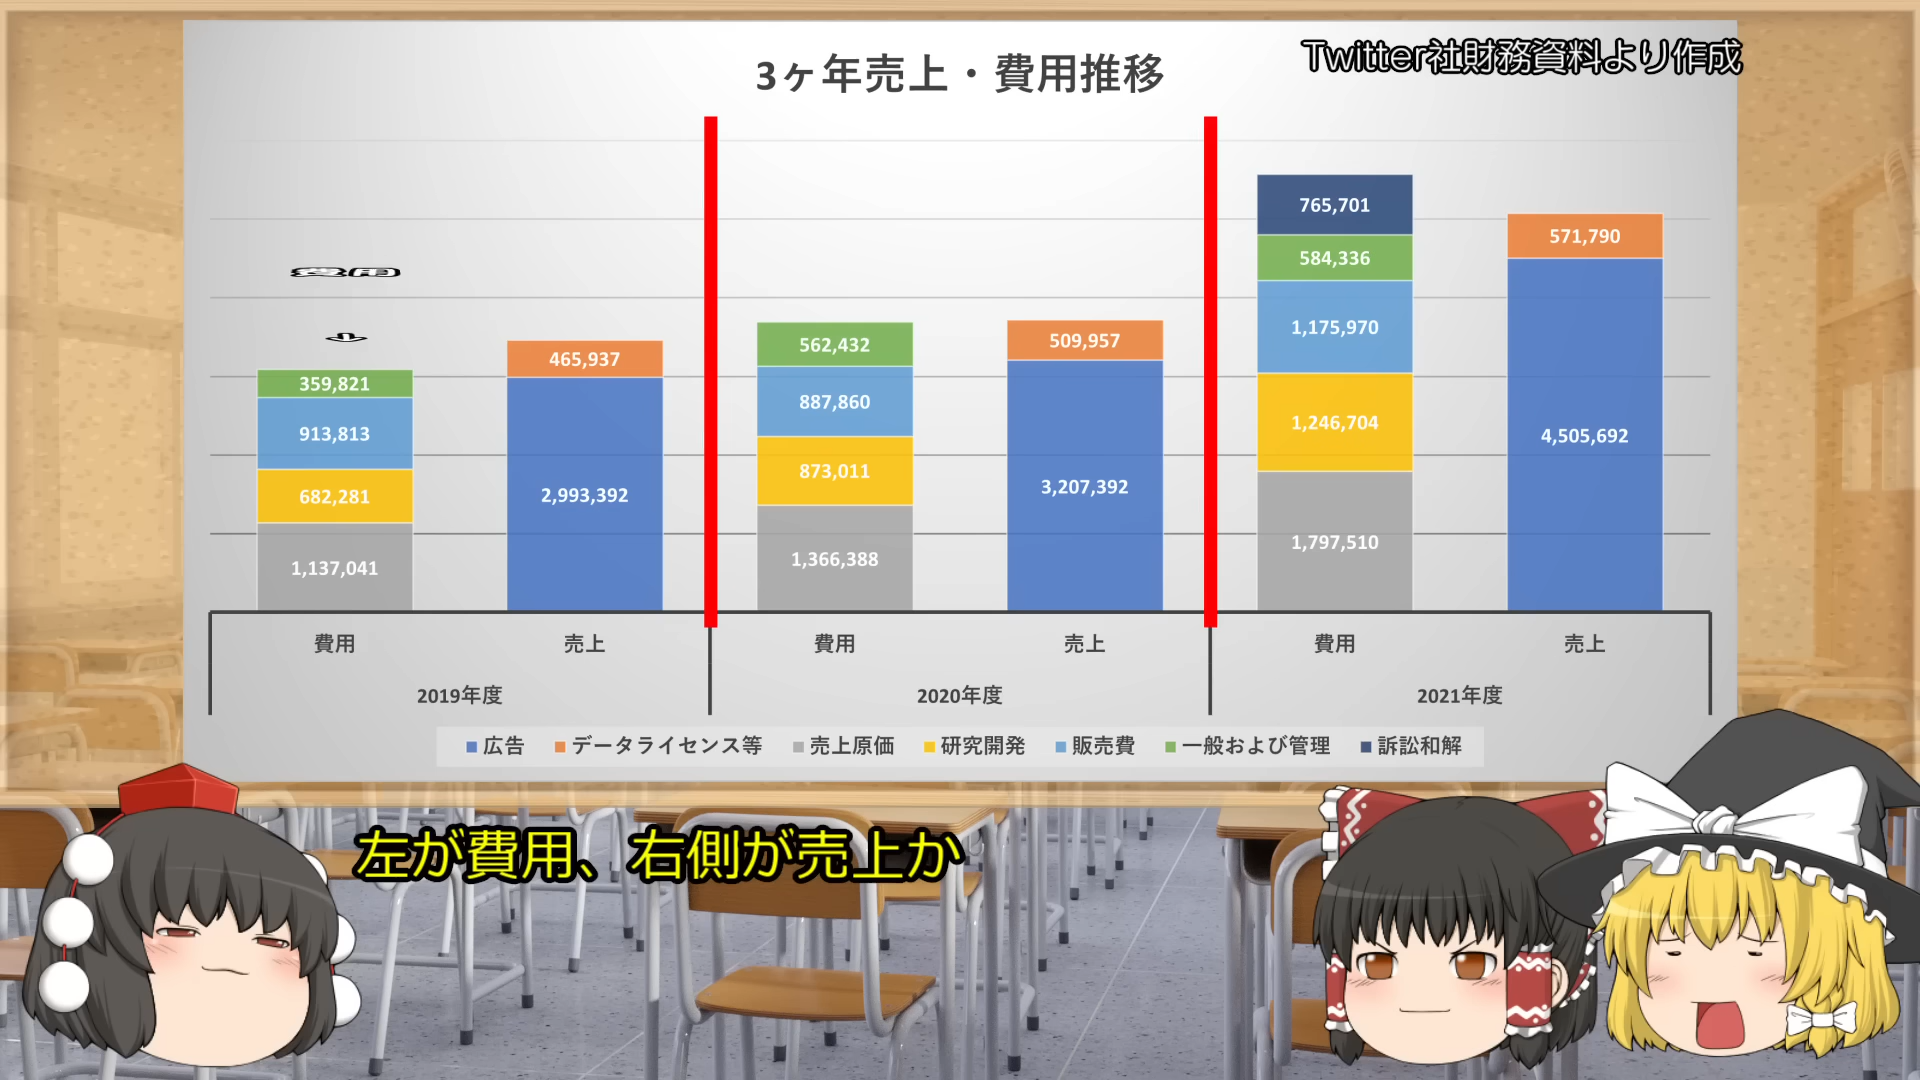 3ヶ年売上・費用推移
Twitter社財務資料より作成
費用
359,821
913,813
682,281
1,137,041
465,937
2,993,392
562,432
887,860
873,011
1,366,388
509,957
3,207,392
765,701
584,336
1,175,970
1,246,704
1,797,510
571,790
4,505,692
費用 売上 費用 売上 費用 売上
2019年度 2020年度 2021年度
広告 データライセンス等 売上原価 研究開発 販売費 一般および管理 訴訟和解
左が費用、右側が売上か